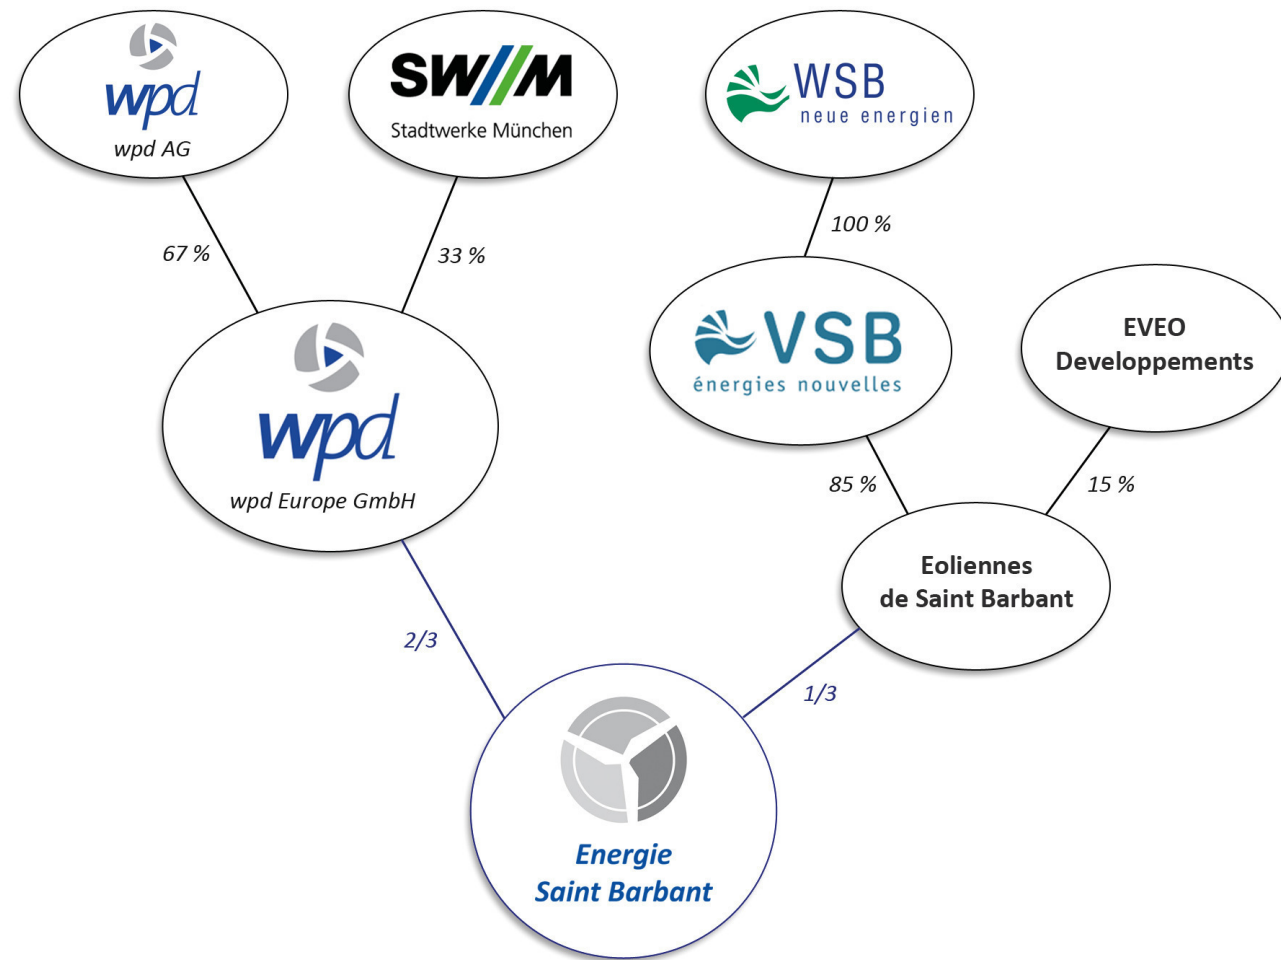 wpd
wpd AG
SW//M
Stadtwerke München
WSB
neue energien
67 %
33 %
100 %
wpd
wpd Europe GmbH
VSB
énergies nouvelles
EVEO
Developpements
85 %
15 %
Eoliennes
de Saint Barbant
2/3
1/3
Energie
Saint Barbant